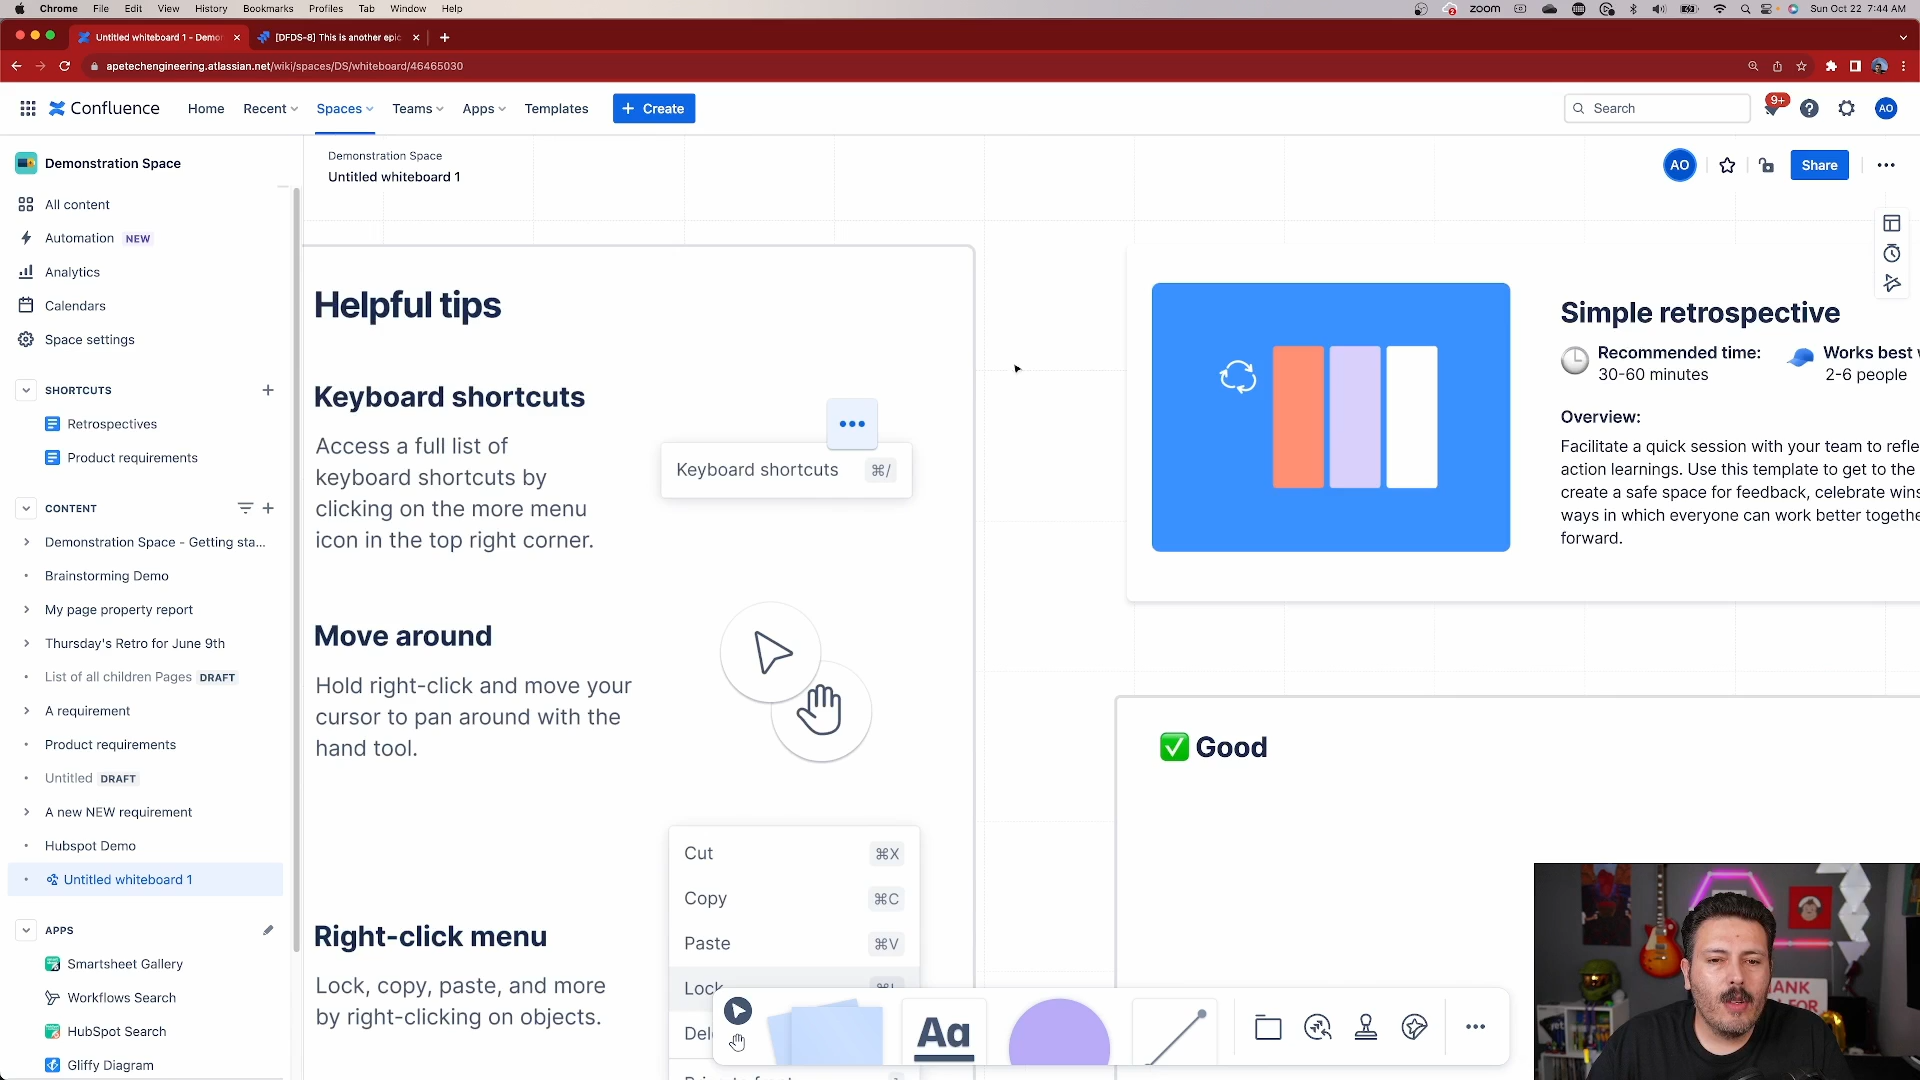 Chrome File Edit View History Bookmarks Profiles Tab Window Help
zoom
Sun Oct 22 7:44 AM
Untitled whiteboard 1 - Demo
[DFDS-8] This is another epic
apetechengineering.atlassian.net/wiki/spaces/DS/whiteboard/46465030
Confluence
Home
Recent
Spaces
Teams
Apps
Templates
+ Create
Search
9+
AO
Demonstration Space
All content
Automation NEW
Analytics
Calendars
Space settings
SHORTCUTS
Retrospectives
Product requirements
CONTENT
Demonstration Space - Getting sta...
Brainstorming Demo
My page property report
Thursday's Retro for June 9th
List of all children Pages DRAFT
A requirement
Product requirements
Untitled DRAFT
A new NEW requirement
Hubspot Demo
Untitled whiteboard 1
APPS
Smartsheet Gallery
Workflows Search
HubSpot Search
Gliffy Diagram
Demonstration Space
Untitled whiteboard 1
AO
Share
Helpful tips
Keyboard shortcuts
Access a full list of
keyboard shortcuts by
clicking on the more menu
icon in the top right corner.
Keyboard shortcuts ⌘/
Move around
Hold right-click and move your
cursor to pan around with the
hand tool.
Right-click menu
Lock, copy, paste, and more
by right-clicking on objects.
Cut ⌘X
Copy ⌘C
Paste ⌘V
Lock
Aa
Simple retrospective
Recommended time:
30-60 minutes
Works best
2-6 people
Overview:
Facilitate a quick session with your team to refle
action learnings. Use this template to get to the
create a safe space for feedback, celebrate wins
ways in which everyone can work better togethe
forward.
✅ Good